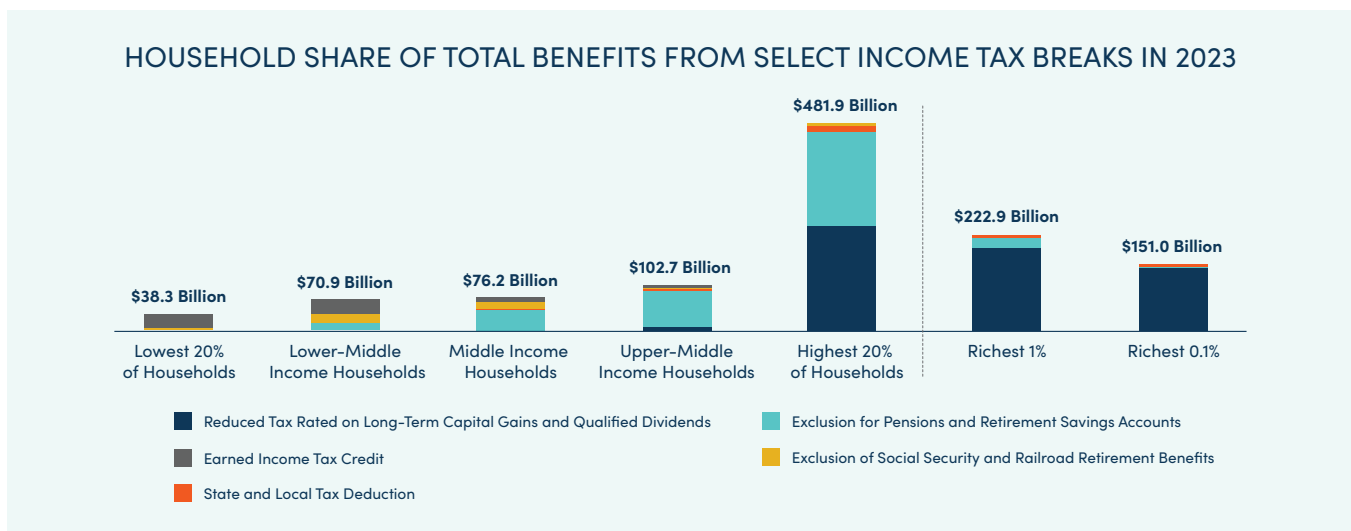 HOUSEHOLD SHARE OF TOTAL BENEFITS FROM SELECT INCOME TAX BREAKS IN 2023
$481.9 Billion
$222.9 Billion
$151.0 Billion
$102.7 Billion
$76.2 Billion
$70.9 Billion
$38.3 Billion
Lowest 20%
of Households
Lower-Middle
Income Households
Middle Income
Households
Upper-Middle
Income Households
Highest 20%
of Households
Richest 1%
Richest 0.1%
Reduced Tax Rated on Long-Term Capital Gains and Qualified Dividends
Exclusion for Pensions and Retirement Savings Accounts
Earned Income Tax Credit
Exclusion of Social Security and Railroad Retirement Benefits
State and Local Tax Deduction